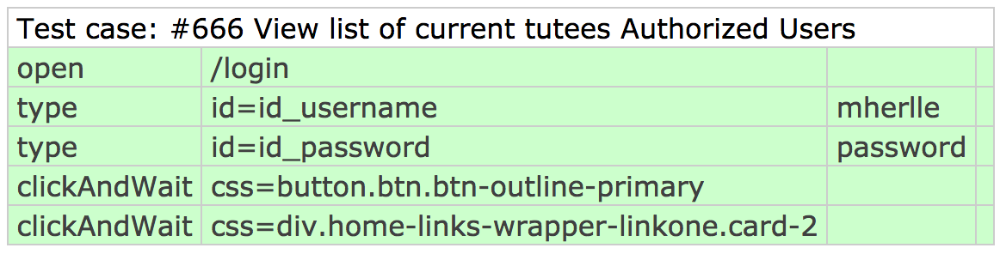 Test case: #666 View list of current tutees Authorized Users
open /login
type id=id_username mherlle
type id=id_password password
clickAndWait css=button.btn.btn-outline-primary
clickAndWait css=div.home-links-wrapper-linkone.card-2